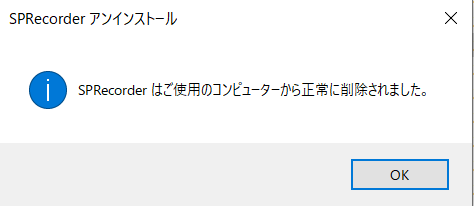 SPRecorder アンインストール
SPRecorder はご使用のコンピューターから正常に削除されました。
OK